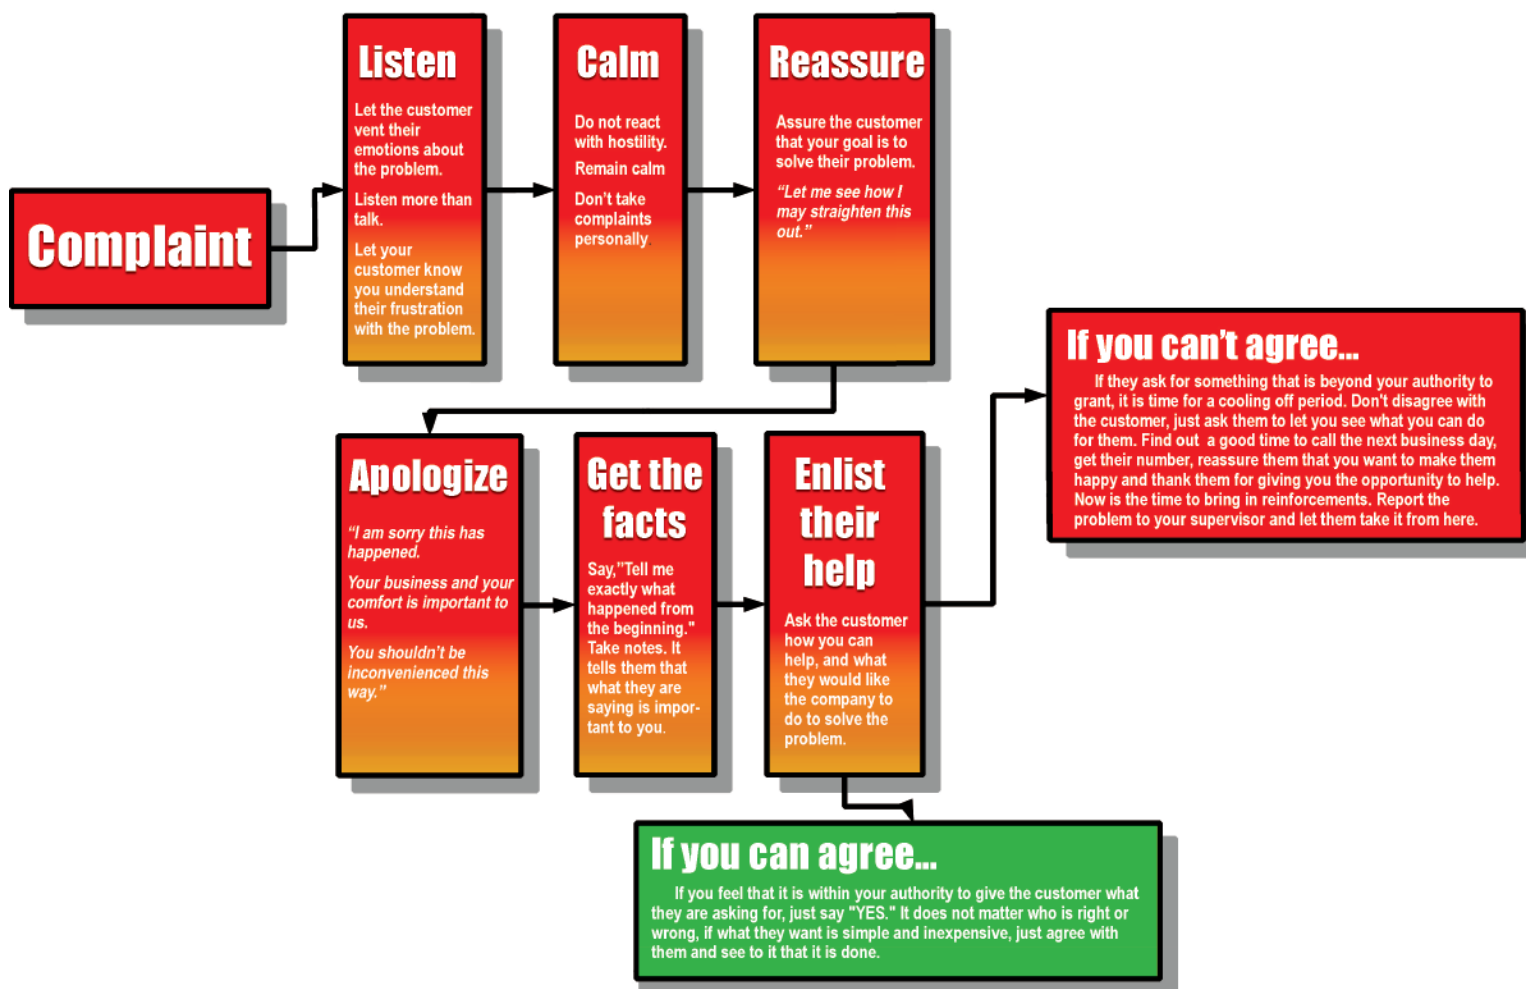 Complaint
Listen
Let the customer
vent their
emotions about
the problem.
Listen more than
talk.
Let your
customer know
you understand
their frustration
with the problem.
Calm
Do not react
with hostility.
Remain calm
Don't take
complaints
personally.
Reassure
Assure the customer
that your goal is to
solve their problem.
“Let me see how I
may straighten this
out.”
Apologize
“I am sorry this has
happened.
Your business and your
comfort is important to
us.
You shouldn't be
inconvenienced this
way.”
Get the
facts
Say,"Tell me
exactly what
happened from
the beginning."
Take notes. It
tells them that
what they are
saying is impor-
tant to you.
Enlist
their
help
Ask the customer
how you can
help, and what
they would like
the company to
do to solve the
problem.
If you can't agree...
If they ask for something that is beyond your authority to
grant, it is time for a cooling off period. Don't disagree with
the customer, just ask them to let you see what you can do
for them. Find out a good time to call the next business day,
get their number, reassure them that you want to make them
happy and thank them for giving you the opportunity to help.
Now is the time to bring in reinforcements. Report the
problem to your supervisor and let them take it from here.
If you can agree...
If you feel that it is within your authority to give the customer what
they are asking for, just say "YES." It does not matter who is right or
wrong, if what they want is simple and inexpensive, just agree with
them and see to it that it is done.